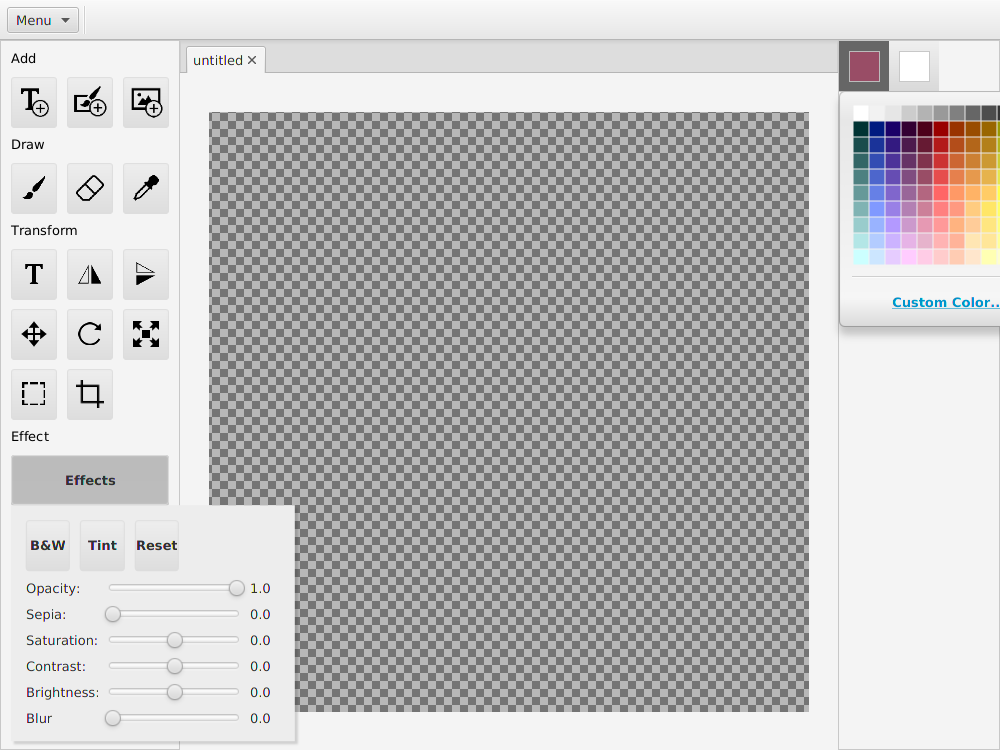 Menu
Add
untitled
Draw
Transform
Effect
Effects
B&W Tint Reset
Opacity: 1.0
Sepia: 0.0
Saturation: 0.0
Contrast: 0.0
Brightness: 0.0
Blur 0.0
Custom Color..